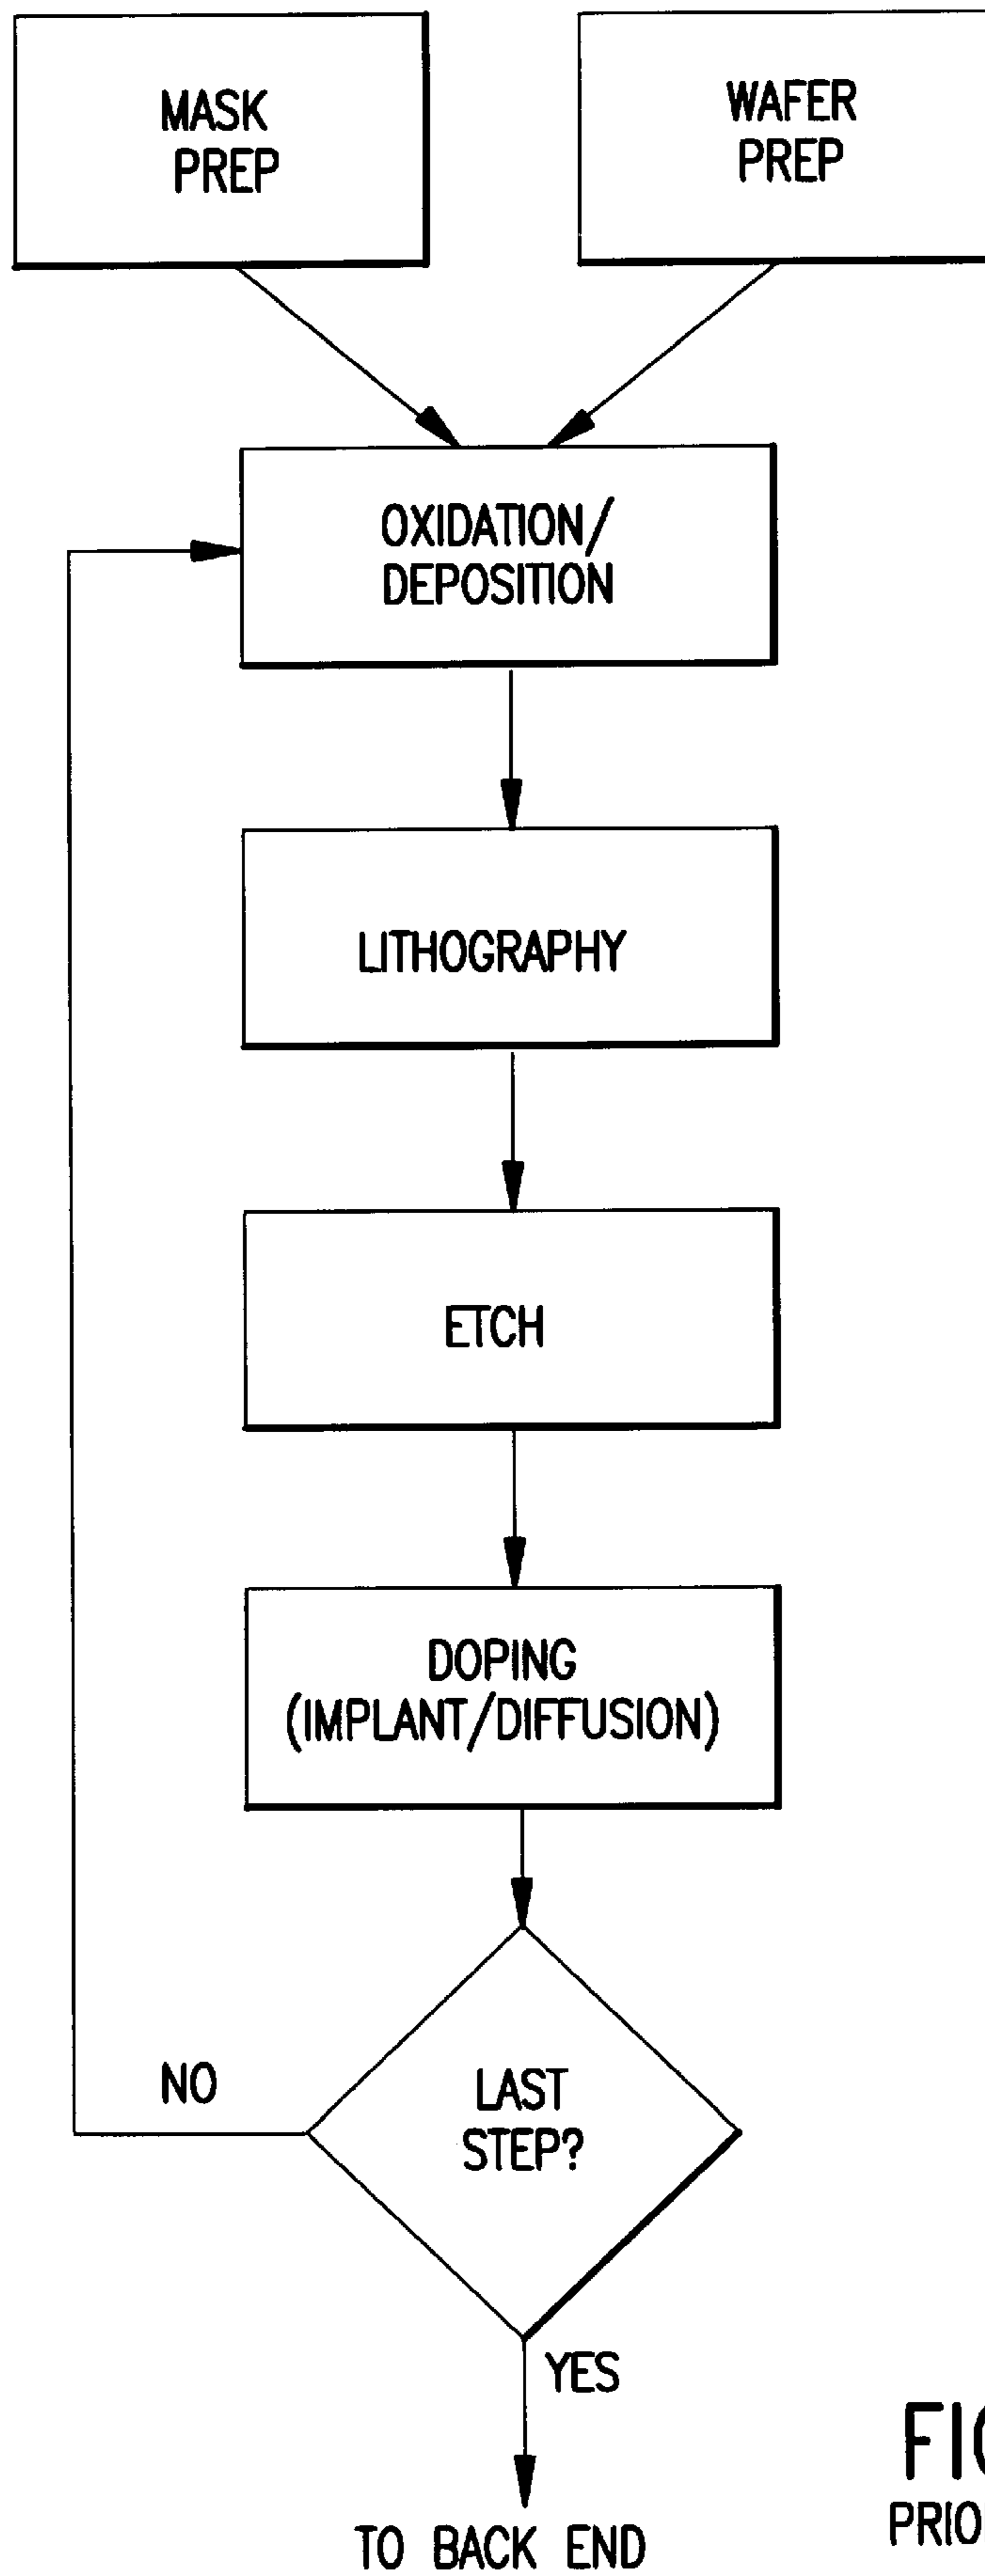 MASK
PREP
WAFER
PREP
OXIDATION/
DEPOSITION
LITHOGRAPHY
ETCH
DOPING
(IMPLANT/DIFFUSION)
LAST
STEP?
NO
YES
TO BACK END